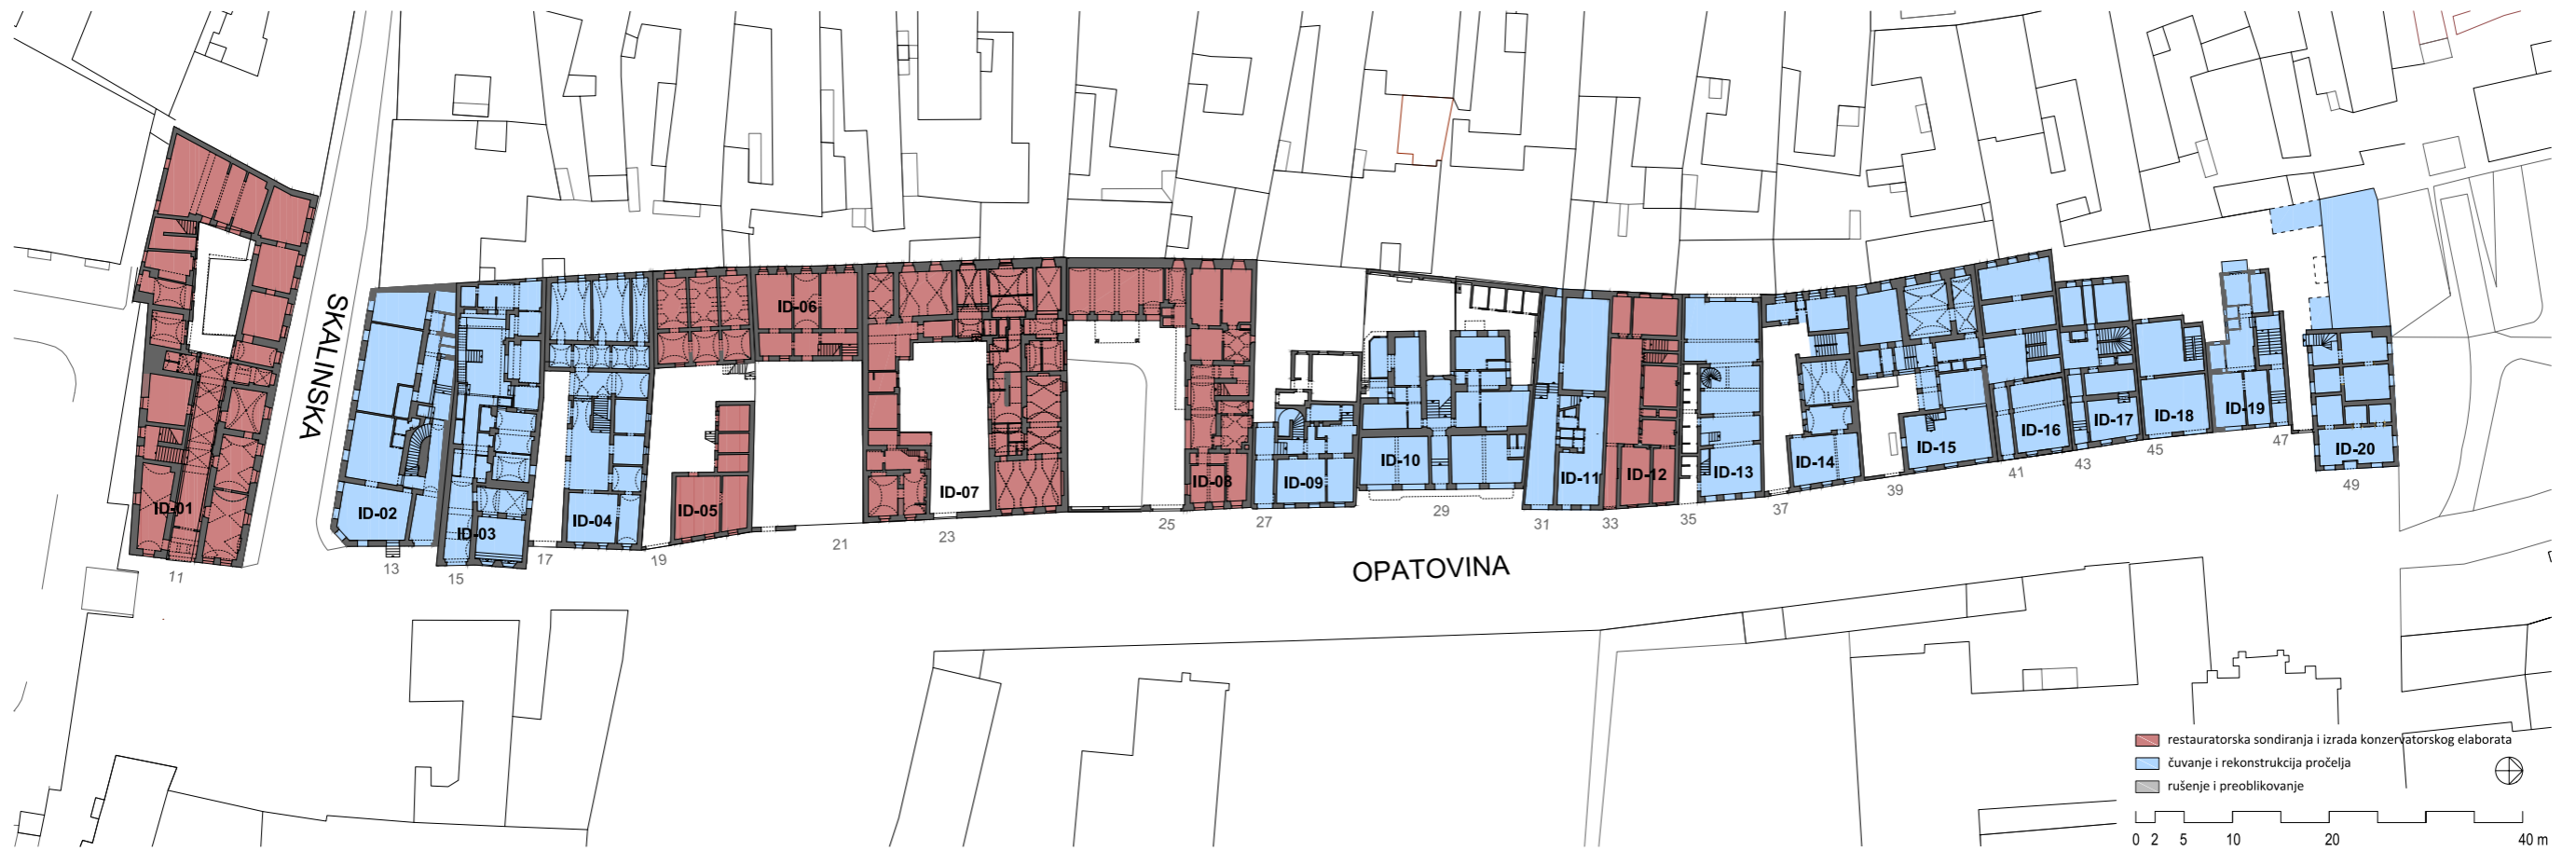 SKALINSKA
OPATOVINA
ID-01
ID-02
ID-03
ID-04
ID-05
ID-06
ID-07
ID-08
ID-09
ID-10
ID-11
ID-12
ID-13
ID-14
ID-15
ID-16
ID-17
ID-18
ID-19
ID-20
11
13
15
17
19
21
23
25
27
29
31
33
35
37
39
41
43
45
47
49
restauratorska sondiranja i izrada konzervatorskog elaborata
čuvanje i rekonstrukcija pročelja
rušenje i preoblikovanje
0 2 5 10 20 40 m